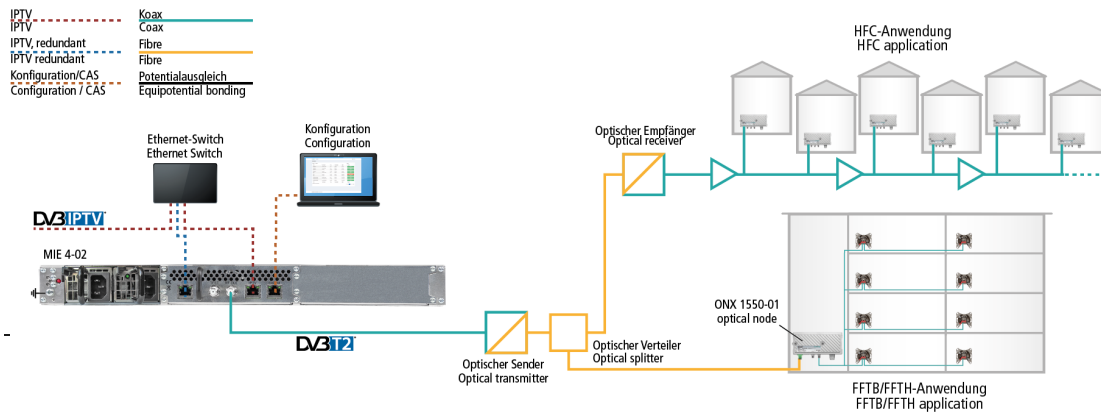 IPTV
IPTV
IPTV, redundant
IPTV redundant
Konfiguration/CAS
Configuration / CAS
Koax
Coax
Fibre
Fibre
Potentialausgleich
Equipotential bonding
HFC-Anwendung
HFC application
Ethernet-Switch
Ethernet Switch
Konfiguration
Configuration
Optischer Empfänger
Optical receiver
DVB IPTV
MIE 4-02
ONX 1550-01
optical node
DVB T2
Optischer Sender
Optical transmitter
Optischer Verteiler
Optical splitter
FFTB/FFTH-Anwendung
FFTB/FFTH application